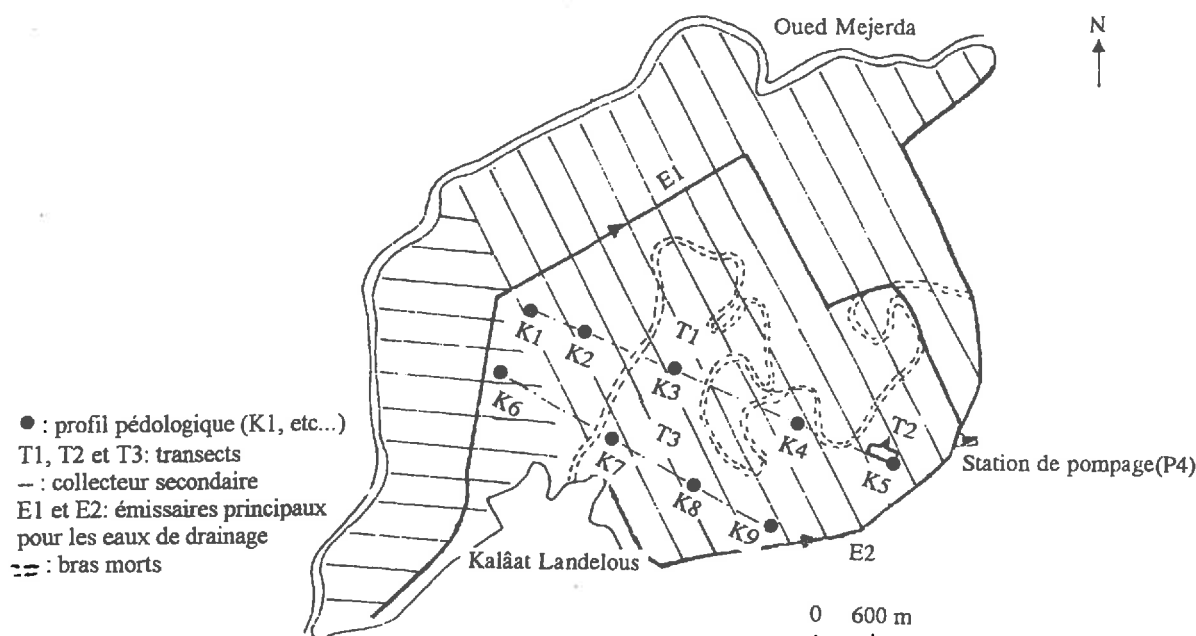 Oued Mejerda
N
E1
K1
K2
T1
K3
K6
T3
K4
T2
K7
K5
Station de pompage(P4)
K8
K9
E2
Kalâat Landelous
● : profil pédologique (K1, etc...)
T1, T2 et T3: transects
– : collecteur secondaire
E1 et E2: émissaires principaux
pour les eaux de drainage
: bras morts
0 600 m